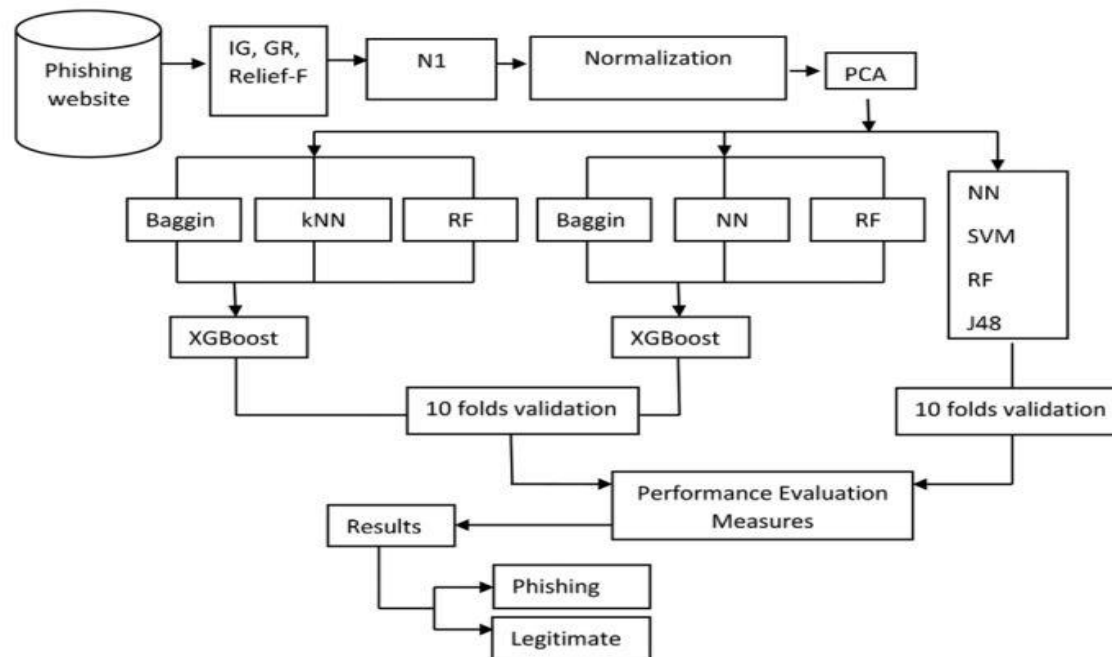 Phishing
website
IG, GR,
Relief-F
N1
Normalization
PCA
Baggin
kNN
RF
Baggin
NN
RF
NN
SVM
RF
J48
XGBoost
XGBoost
10 folds validation
10 folds validation
Performance Evaluation
Measures
Results
Phishing
Legitimate